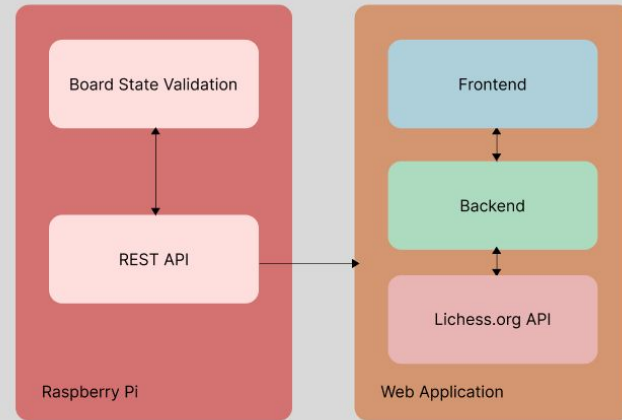 Board State Validation
REST API
Raspberry Pi
Frontend
Backend
Lichess.org API
Web Application